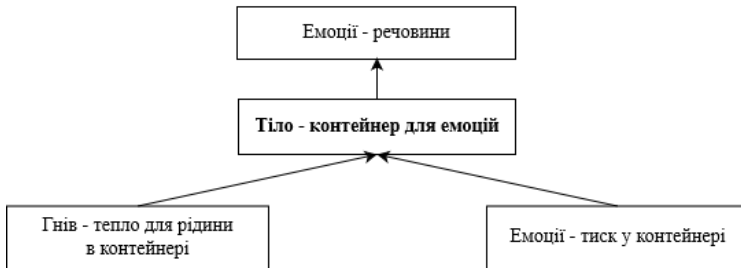 Емоції - речовини
Тіло - контейнер для емоцій
Гнів - тепло для рідини
в контейнері
Емоції - тиск у контейнері